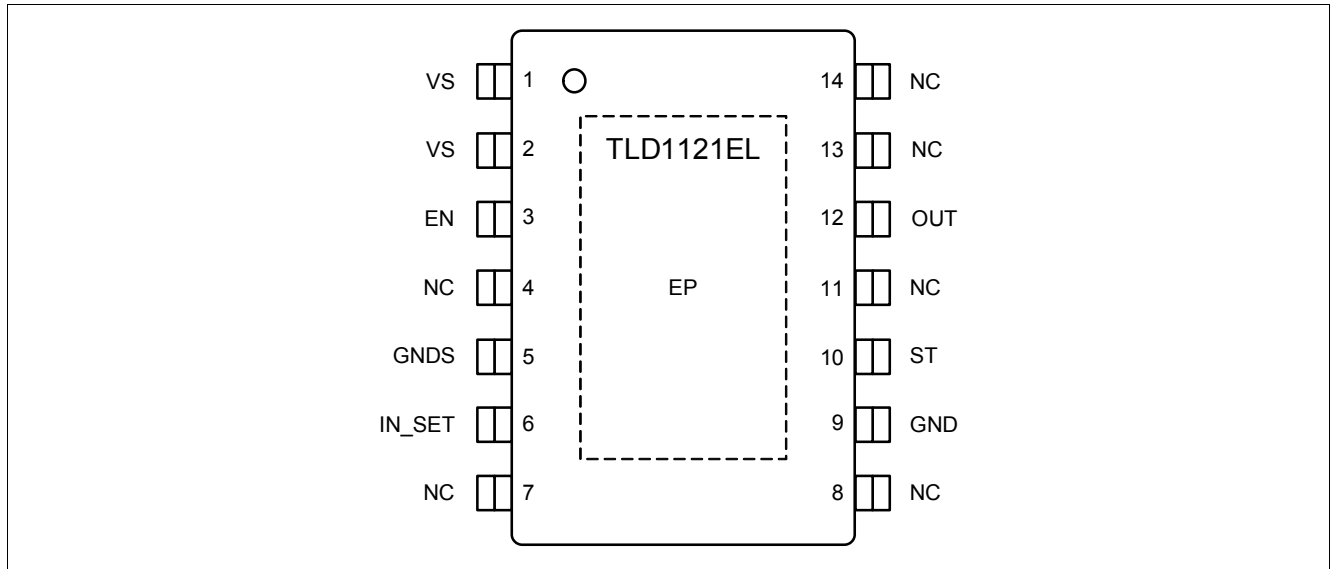 VS 1 14 NC
VS 2 TLD1121EL 13 NC
EN 3 12 OUT
NC 4 EP 11 NC
GNDS 5 10 ST
IN_SET 6 9 GND
NC 7 8 NC